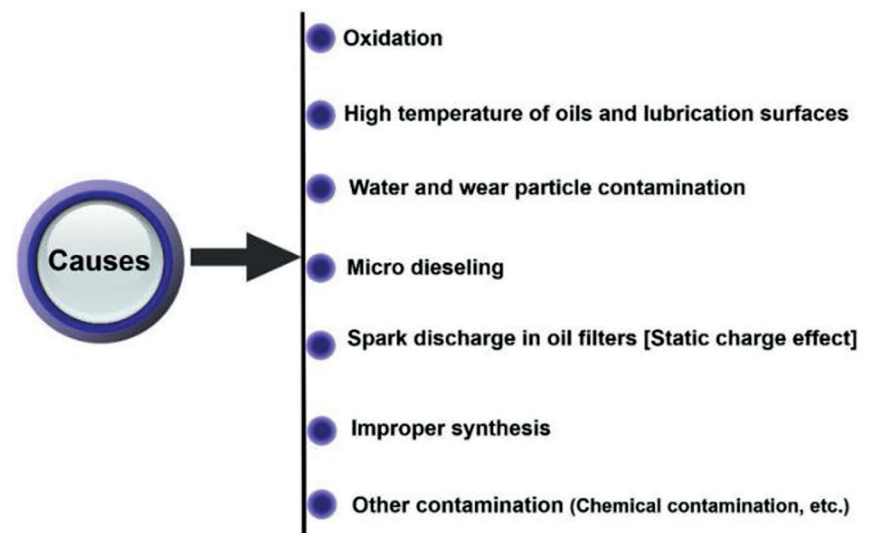 Causes
Oxidation
High temperature of oils and lubrication surfaces
Water and wear particle contamination
Micro dieseling
Spark discharge in oil filters [Static charge effect]
Improper synthesis
Other contamination (Chemical contamination, etc.)